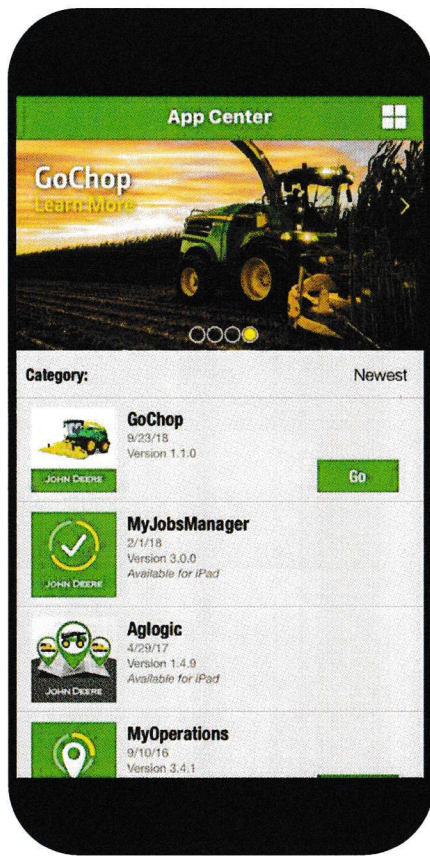 App Center
GoChop
Learn More
Category:
Newest
GoChop
9/23/18
Version 1.1.0
JOHN DEERE
Go
MyJobsManager
2/1/18
Version 3.0.0
Available for iPad
JOHN DEERE
Aglogic
4/29/17
Version 1.4.9
Available for iPad
JOHN DEERE
MyOperations
9/10/16
Version 3.4.1